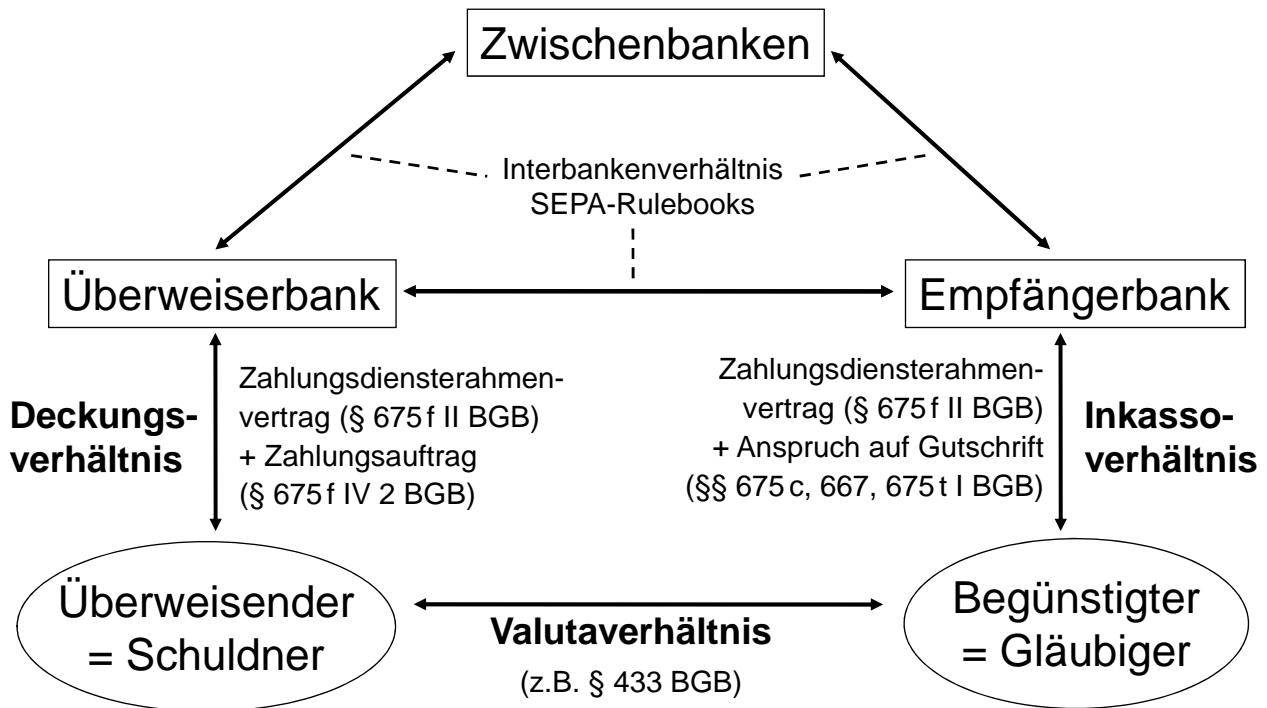 Zwischenbanken
Interbankenverhältnis
SEPA-Rulebooks
Überweiserbank
Empfängerbank
Deckungs-
verhältnis
Zahlungsdiensterahmen-
vertrag (§ 675 f II BGB)
+ Zahlungsauftrag
(§ 675 f IV 2 BGB)
Zahlungsdiensterahmen-
vertrag (§ 675 f II BGB)
+ Anspruch auf Gutschrift
(§§ 675 c, 667, 675 t I BGB)
Inkasso-
verhältnis
Überweisender
= Schuldner
Valutaverhältnis
(z.B. § 433 BGB)
Begünstigter
= Gläubiger